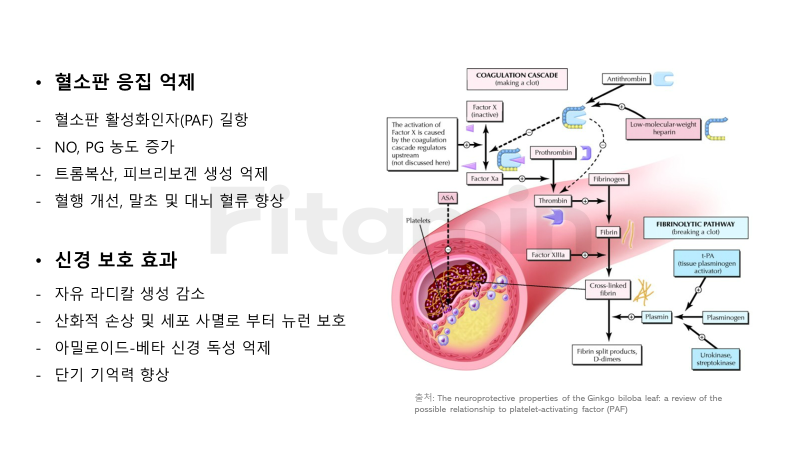 • 혈소판 응집 억제
- 혈소판 활성화인자(PAF) 길항
- NO, PG 농도 증가
- 트롬복산, 피브리보겐 생성 억제
- 혈행 개선, 말초 및 대뇌 혈류 향상
• 신경 보호 효과
- 자유 라디칼 생성 감소
- 산화적 손상 및 세포 사멸로 부터 뉴런 보호
- 아밀로이드-베타 신경 독성 억제
- 단기 기억력 향상
Fitamin
COAGULATION CASCADE
(making a clot)
Antithrombin
Factor X
(inactive)
The activation of
Factor X is caused
by the coagulation
cascade regulators
upstream
(not discussed here)
Low-molecular-weight
heparin
Prothrombin
Factor Xa
Fibrinogen
ASA
Thrombin
Platelets
FIBRINOLYTIC PATHWAY
(breaking a clot)
Fibrin
Factor XIIIa
t-PA
(tissue plasminogen
activator)
Cross-linked
fibrin
Plasmin
Plasminogen
Fibrin split products,
D-dimers
Urokinase,
streptokinase
출처: The neuroprotective properties of the Ginkgo biloba leaf: a review of the
possible relationship to platelet-activating factor (PAF)